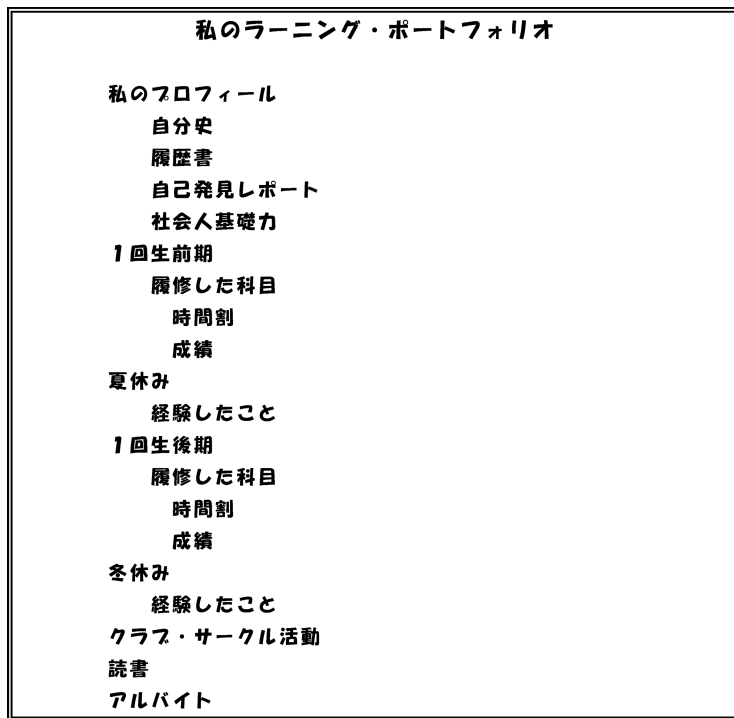 私のラーニング・ポートフォリオ
私のプロフィール
自分史
履歴書
自己発見レポート
社会人基礎力
1回生前期
履修した科目
時間割
成績
夏休み
経験したこと
1回生後期
履修した科目
時間割
成績
冬休み
経験したこと
クラブ・サークル活動
読書
アルバイト